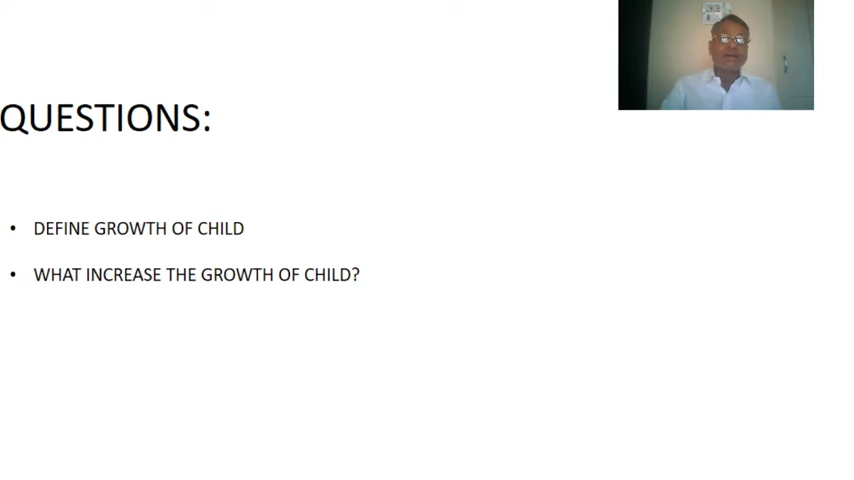 QUESTIONS:
• DEFINE GROWTH OF CHILD
• WHAT INCREASE THE GROWTH OF CHILD?